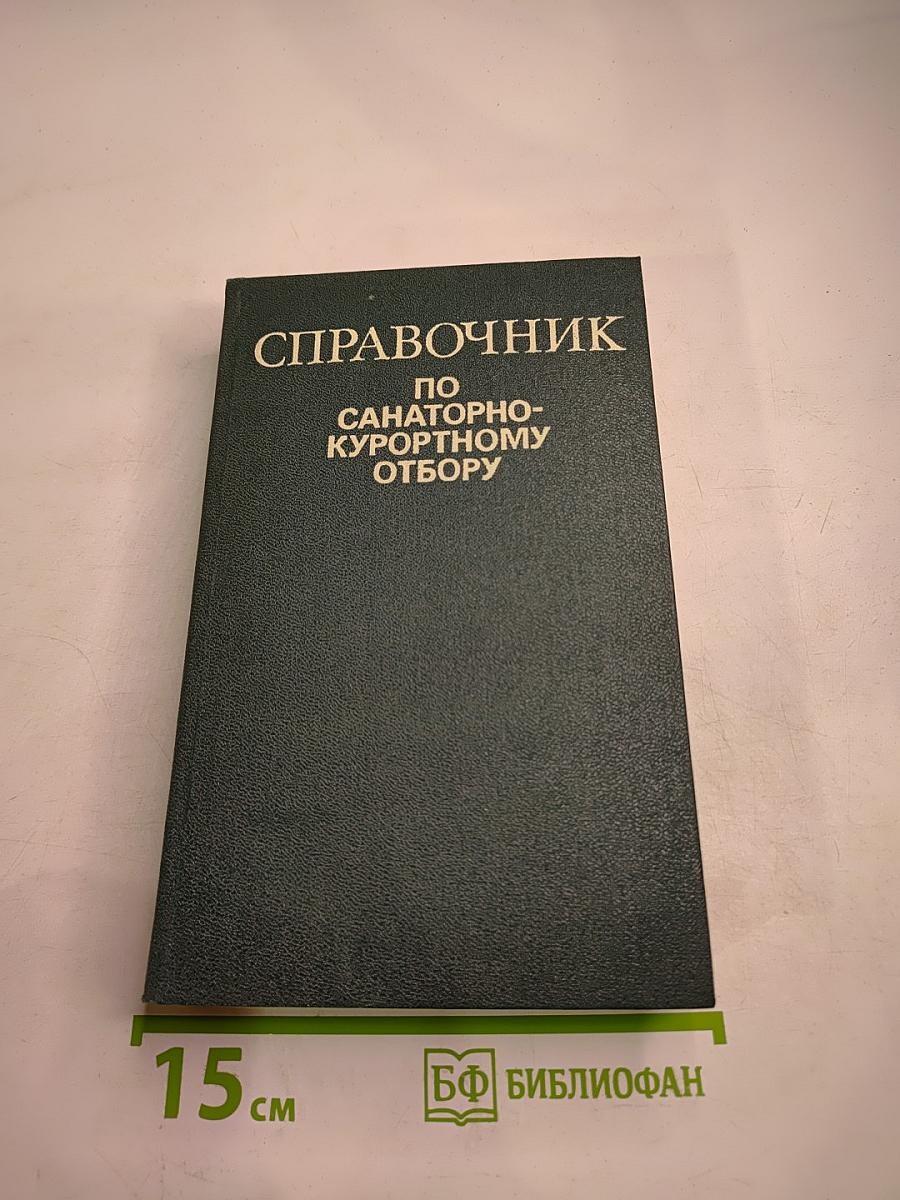 СПРАВОЧНИК
ПО
САНАТОРНО-
КУРОРТНОМУ
ОТБОРУ
15 см
БФ БИБЛИОФАН